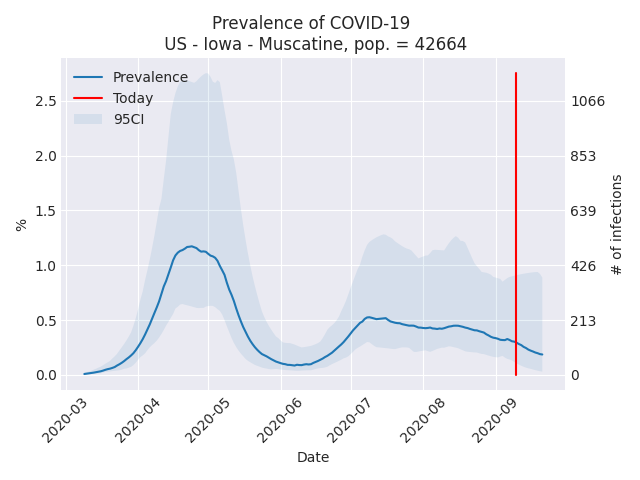 Prevalence of COVID-19
US - Iowa - Muscatine, pop. = 42664
Prevalence
Today
95CI
%
2.5
2.0
1.5
1.0
0.5
0.0
1066
853
639
426
213
0
# of infections
2020-03
2020-04
2020-05
2020-06
2020-07
2020-08
2020-09
Date